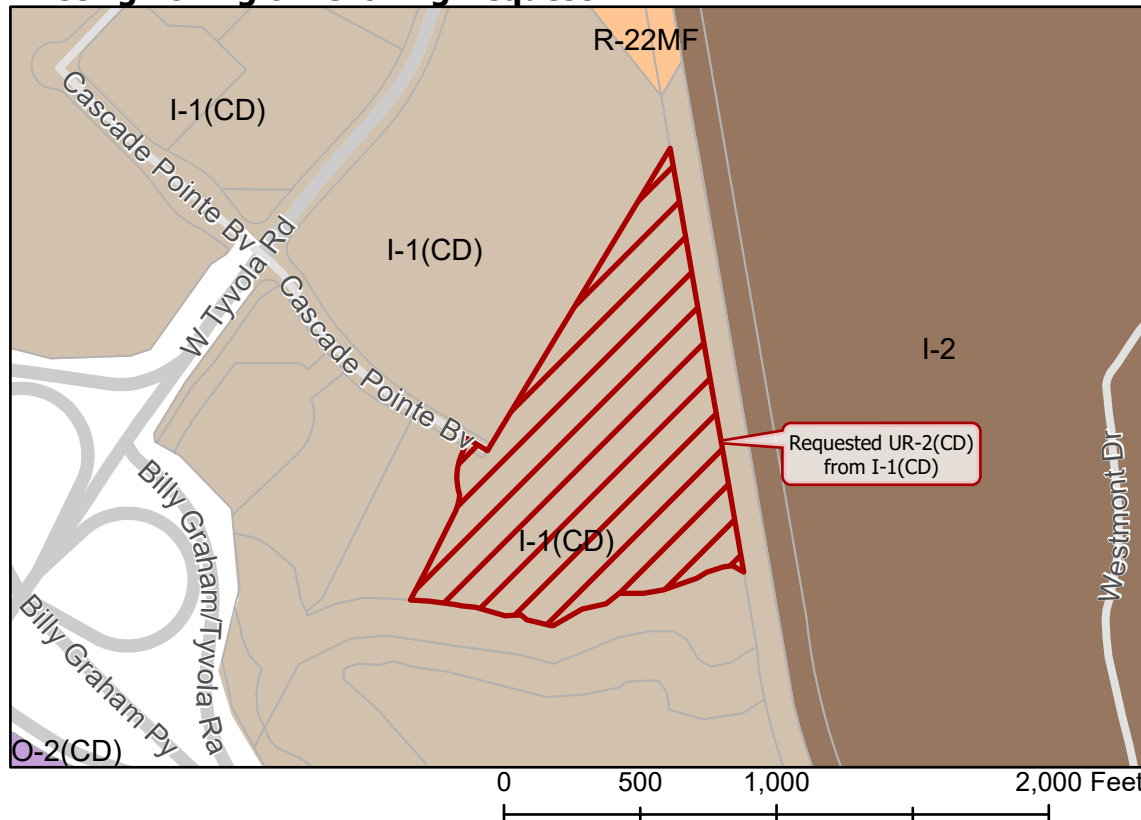 R-22MF
I-1(CD)
Cascade Pointe Bv
W Tyvola Rd
I-1(CD)
Cascade Pointe Bv
I-2
Requested UR-2(CD)
from I-1(CD)
I-1(CD)
Billy Graham/Tyvola Ra
Westmont Dr
Billy Graham Py
O-2(CD)
0 500 1,000 2,000 Feet